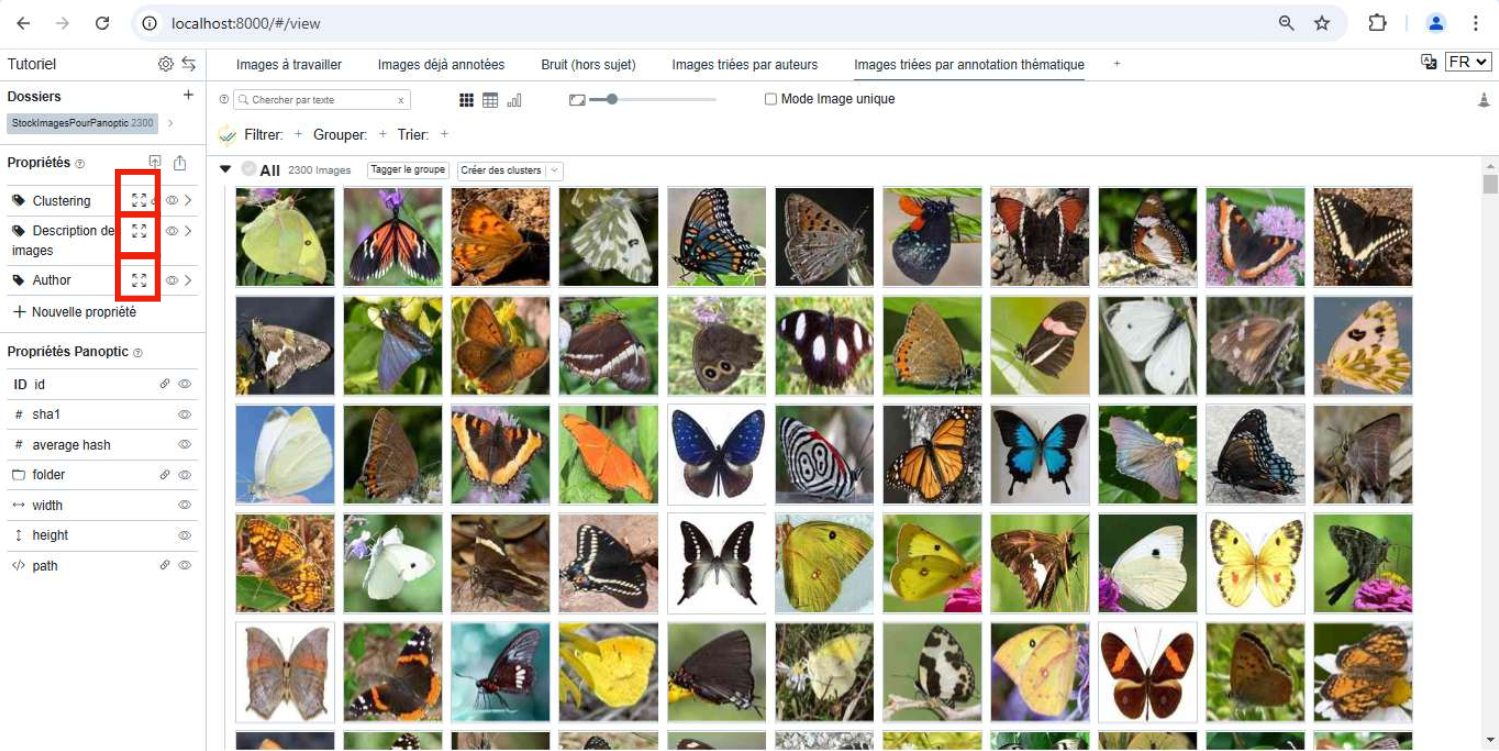 localhost:8000/#/view
Tutoriel
Images à travailler Images déjà annotées Bruit (hors sujet) Images triées par auteurs Images triées par annotation thématique +
FR
Dossiers +
StockImagesPourPanoptic 2300
Chercher par texte x
Mode Image unique
Filtrer: + Grouper: + Trier: +
Propriétés
All 2300 Images Tagger le groupe Créer des clusters
Clustering
Description de
images
Author
+ Nouvelle propriété
Propriétés Panoptic
ID id
# sha1
# average hash
folder
width
height
</> path